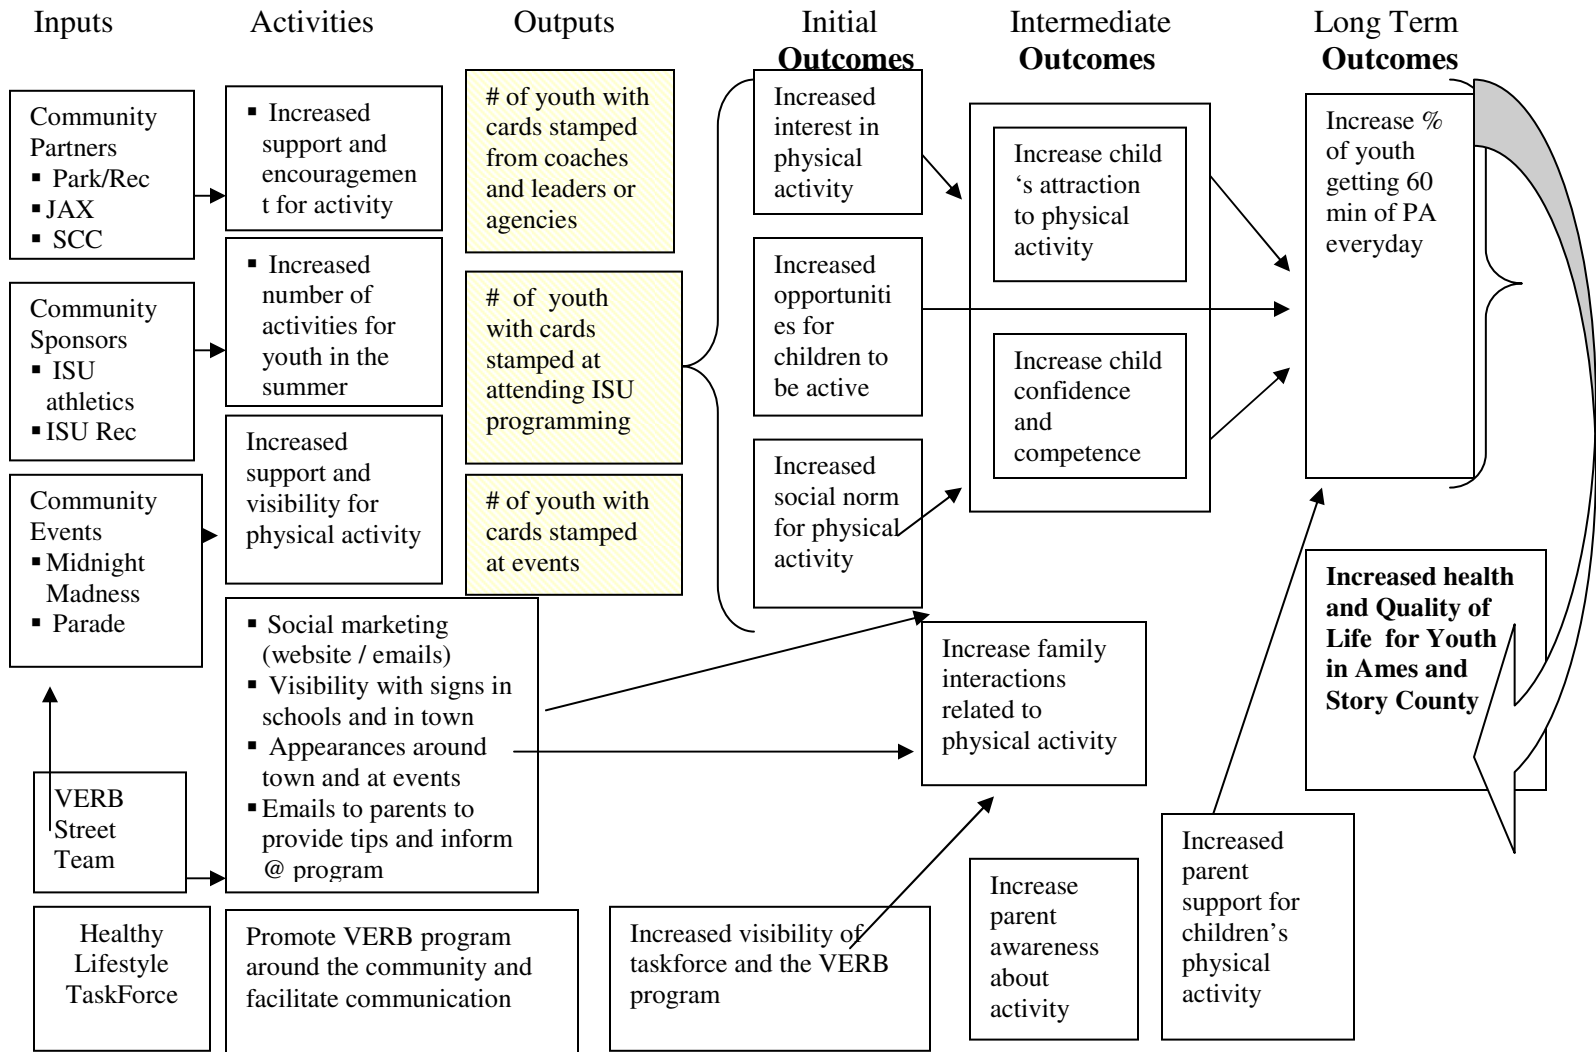 Inputs
Activities
Outputs
Initial
Outcomes
Intermediate
Outcomes
Long Term
Outcomes
Community
Partners
▪ Park/Rec
▪ JAX
▪ SCC
Community
Sponsors
▪ ISU
athletics
▪ ISU Rec
Community
Events
▪ Midnight
Madness
▪ Parade
VERB
Street
Team
Healthy
Lifestyle
TaskForce
▪ Increased
support and
encouragemen
t for activity
▪ Increased
number of
activities for
youth in the
summer
Increased
support and
visibility for
physical activity
▪ Social marketing
(website / emails)
▪ Visibility with signs in
schools and in town
▪ Appearances around
town and at events
▪ Emails to parents to
provide tips and inform
@ program
Promote VERB program
around the community and
facilitate communication
# of youth with
cards stamped
from coaches
and leaders or
agencies
# of youth
with cards
stamped at
attending ISU
programming
# of youth with
cards stamped
at events
Increased visibility of
taskforce and the VERB
program
Increased
interest in
physical
activity
Increased
opportuniti
es for
children to
be active
Increased
social norm
for physical
activity
Increase child
‘s attraction
to physical
activity
Increase child
confidence
and
competence
Increase family
interactions
related to
physical activity
Increase
parent
awareness
about
activity
Increased
parent
support for
children’s
physical
activity
Increase %
of youth
getting 60
min of PA
everyday
Increased health
and Quality of
Life for Youth
in Ames and
Story County